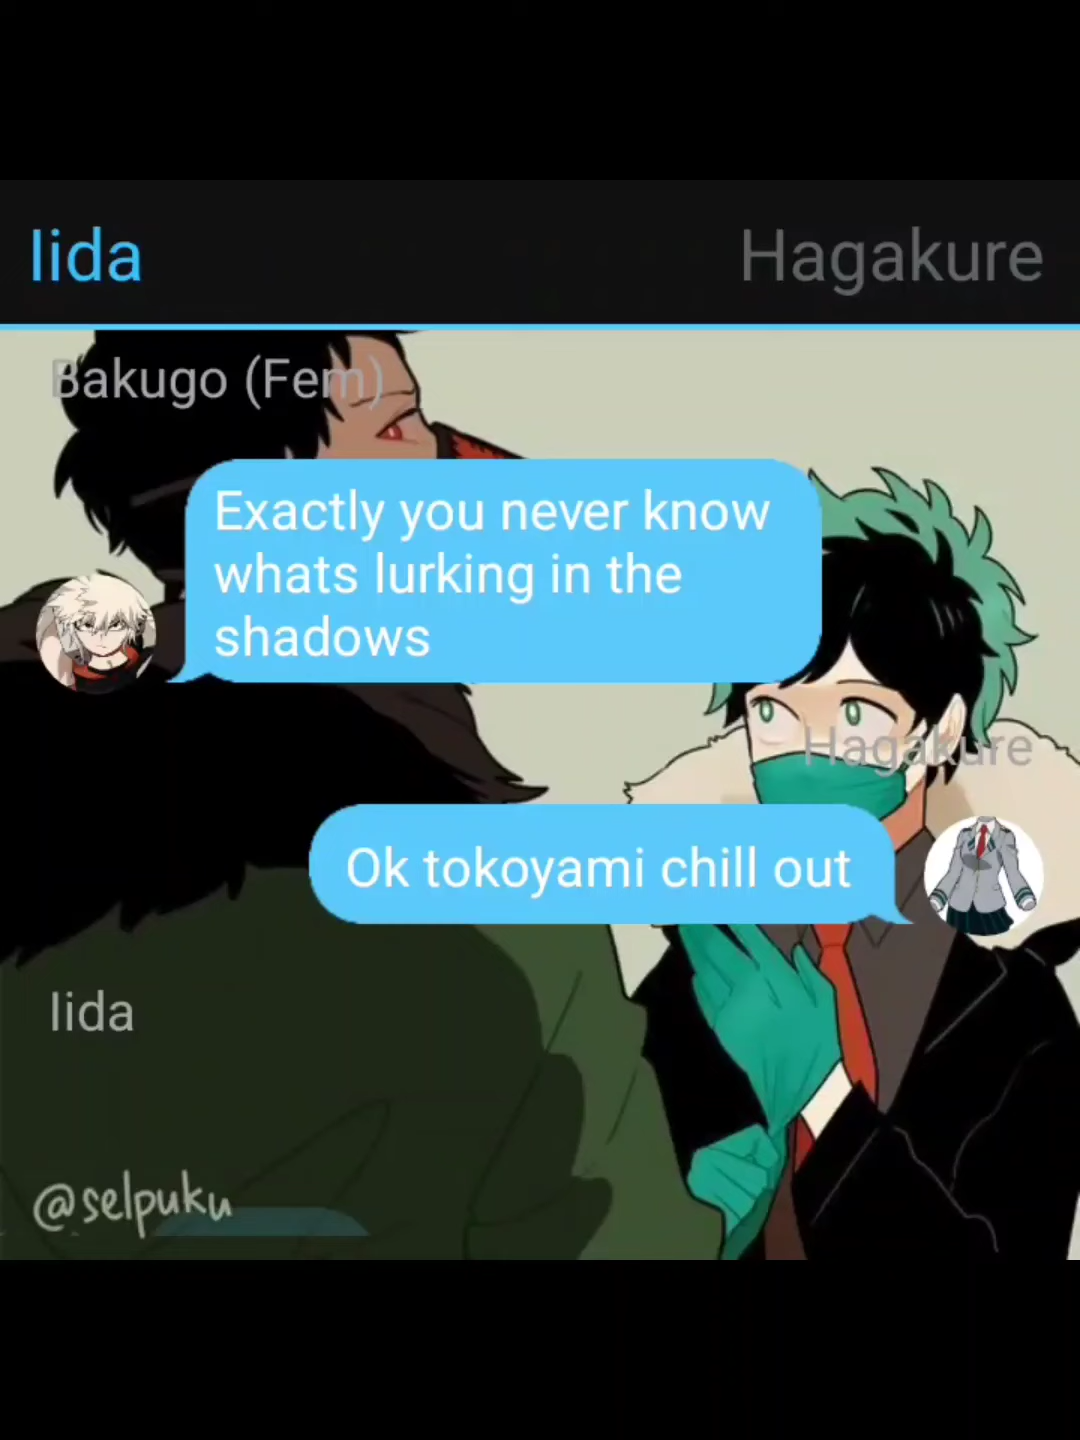 Iida
Hagakure
Bakugo (Fem)
Exactly you never know
whats lurking in the
shadows
Hagakure
Ok tokoyami chill out
Iida
@selpuku